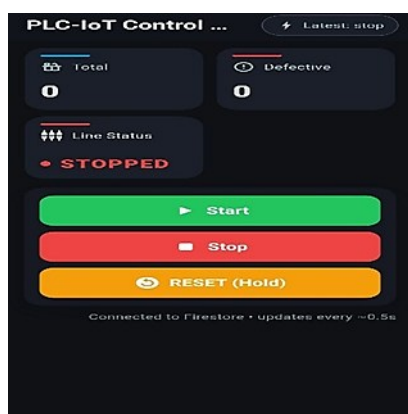 PLC-IoT Control ...
Latest: stop
Total
0
Defective
0
Line Status
STOPPED
Start
Stop
RESET (Hold)
Connected to Firestore • updates every ~0.5s